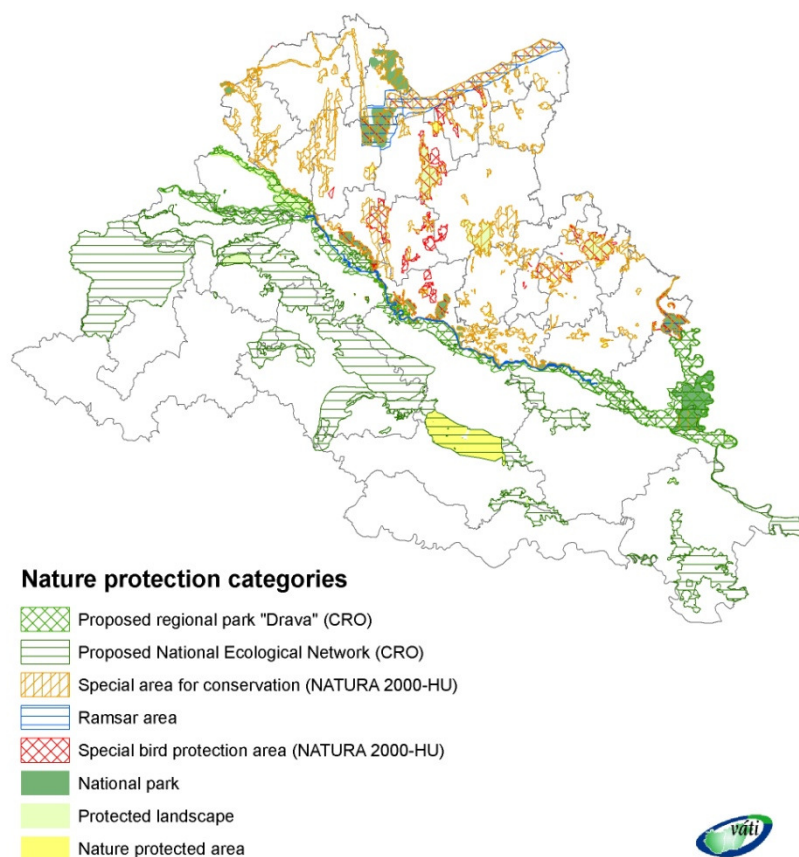 Nature protection categories
Proposed regional park "Drava" (CRO)
Proposed National Ecological Network (CRO)
Special area for conservation (NATURA 2000-HU)
Ramsar area
Special bird protection area (NATURA 2000-HU)
National park
Protected landscape
Nature protected area
váti